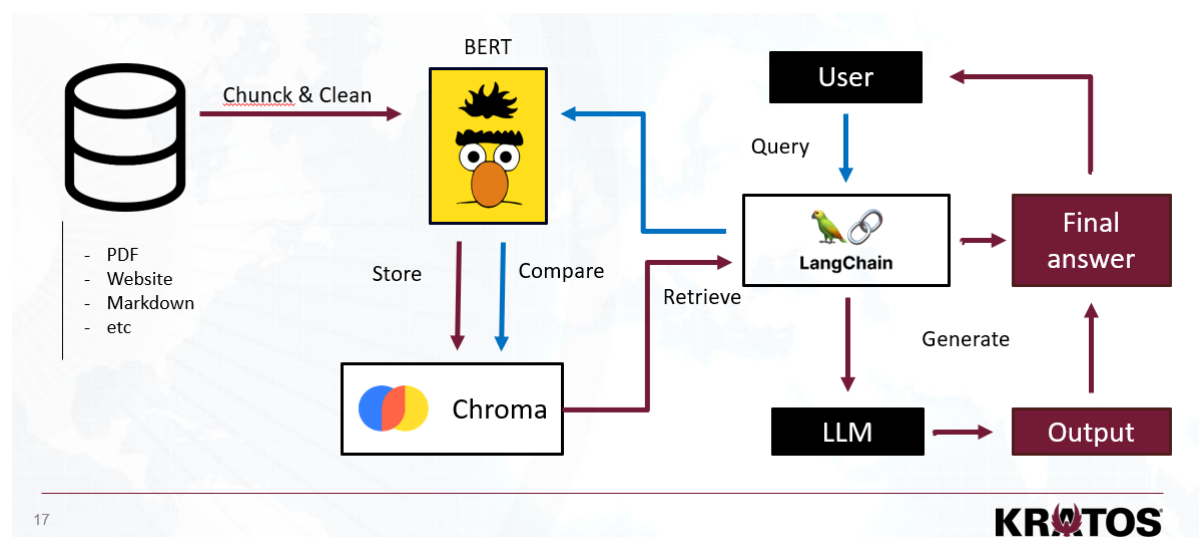 BERT
Chunck & Clean
User
Query
LangChain
Final
answer
- PDF
- Website
- Markdown
- etc
Store
Compare
Retrieve
Generate
Chroma
LLM
Output
17
KRATOS